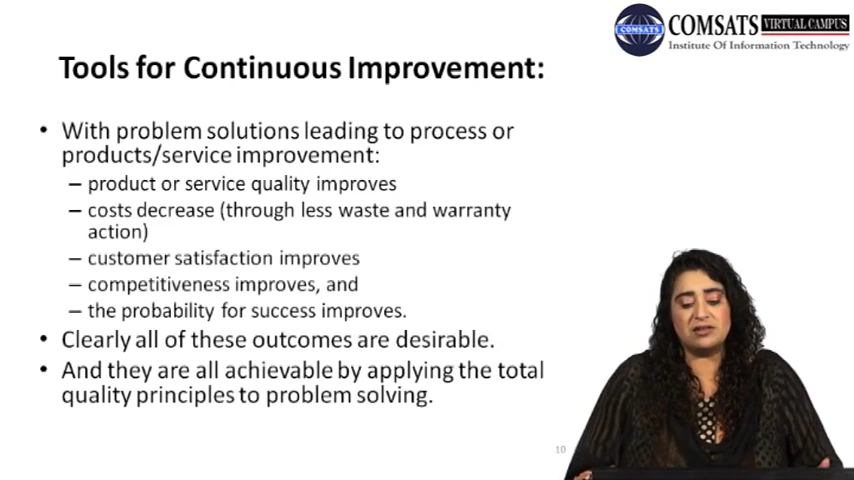 COMSATS VIRTUAL CAMPUS
Institute Of Information Technology
COMSATS
Tools for Continuous Improvement:
• With problem solutions leading to process or
products/service improvement:
– product or service quality improves
– costs decrease (through less waste and warranty
action)
– customer satisfaction improves
– competitiveness improves, and
– the probability for success improves.
• Clearly all of these outcomes are desirable.
• And they are all achievable by applying the total
quality principles to problem solving.
10